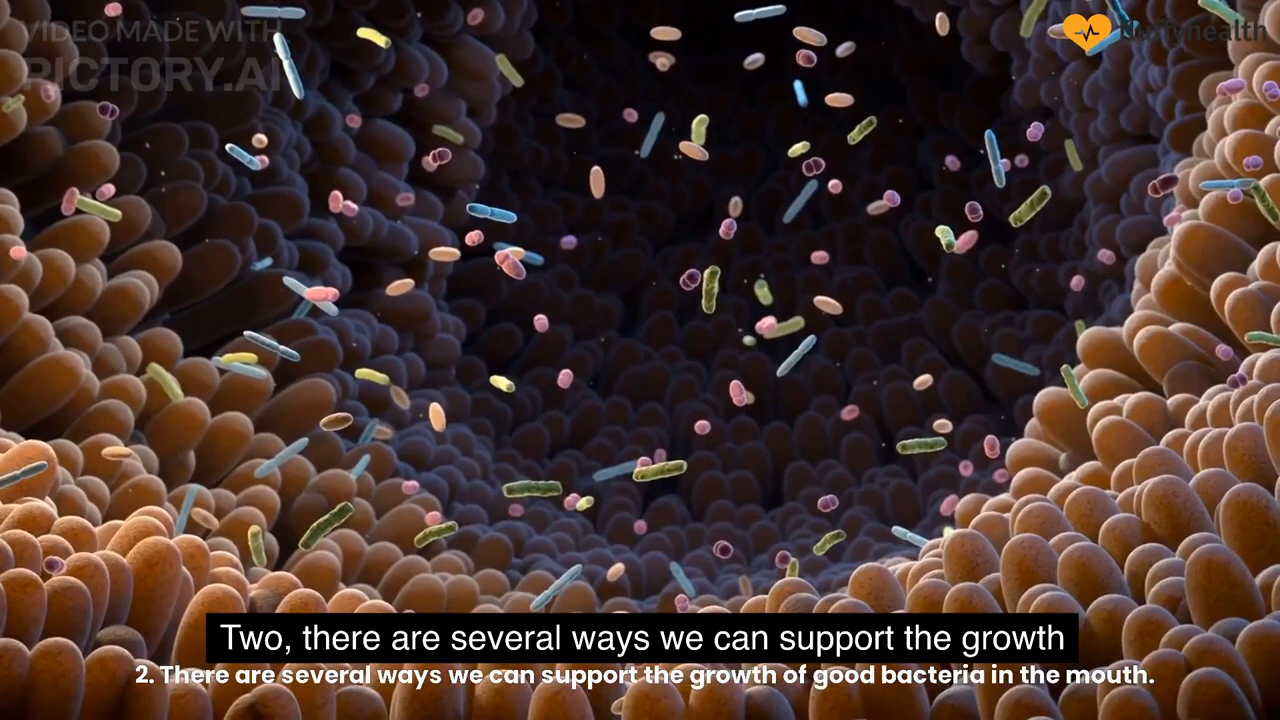 VIDEO MADE WITH
PICTORY.AI
fluffyhealth
Two, there are several ways we can support the growth
2. There are several ways we can support the growth of good bacteria in the mouth.